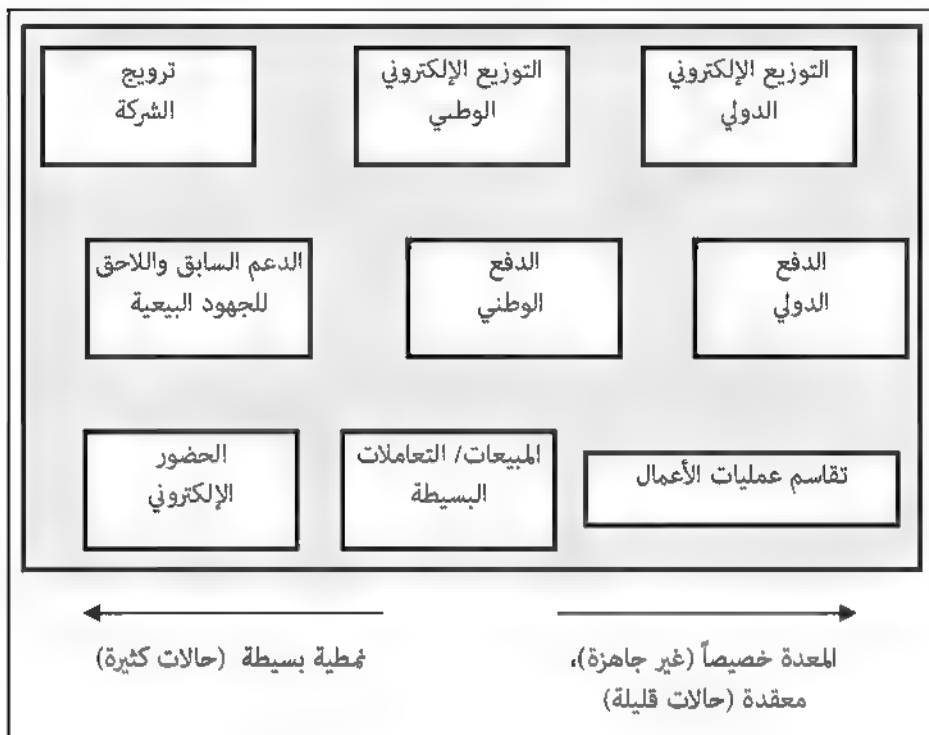 التوزيع الإلكتروني
الدولي
التوزيع الإلكتروني
الوطني
ترويج
الشركة
الدفع
الدولي
الدفع
الوطني
الدعم السابق واللاحق
للجهود البيعية
تقاسم عمليات الأعمال
المبيعات/ التعاملات
البسيطة
الحضور
الإلكتروني
المعدة خصيصاً (غير جاهزة)،
معقدة (حالات قليلة)
نمطية بسيطة (حالات كثيرة)